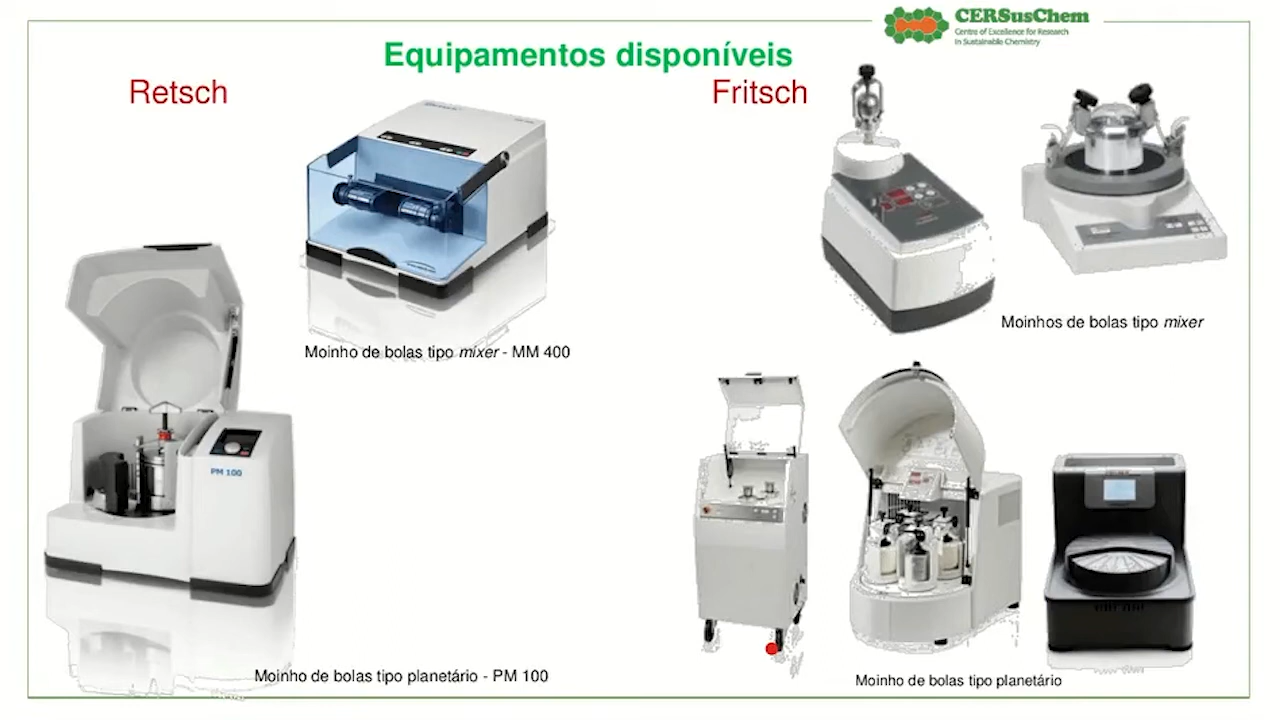 CERSusChem
Centre of Excellence for Research
in Sustainable Chemistry
Equipamentos disponíveis
Retsch
Fritsch
Moinhos de bolas tipo mixer
Moinho de bolas tipo mixer - MM 400
PM 100
Moinho de bolas tipo planetário - PM 100
Moinho de bolas tipo planetário